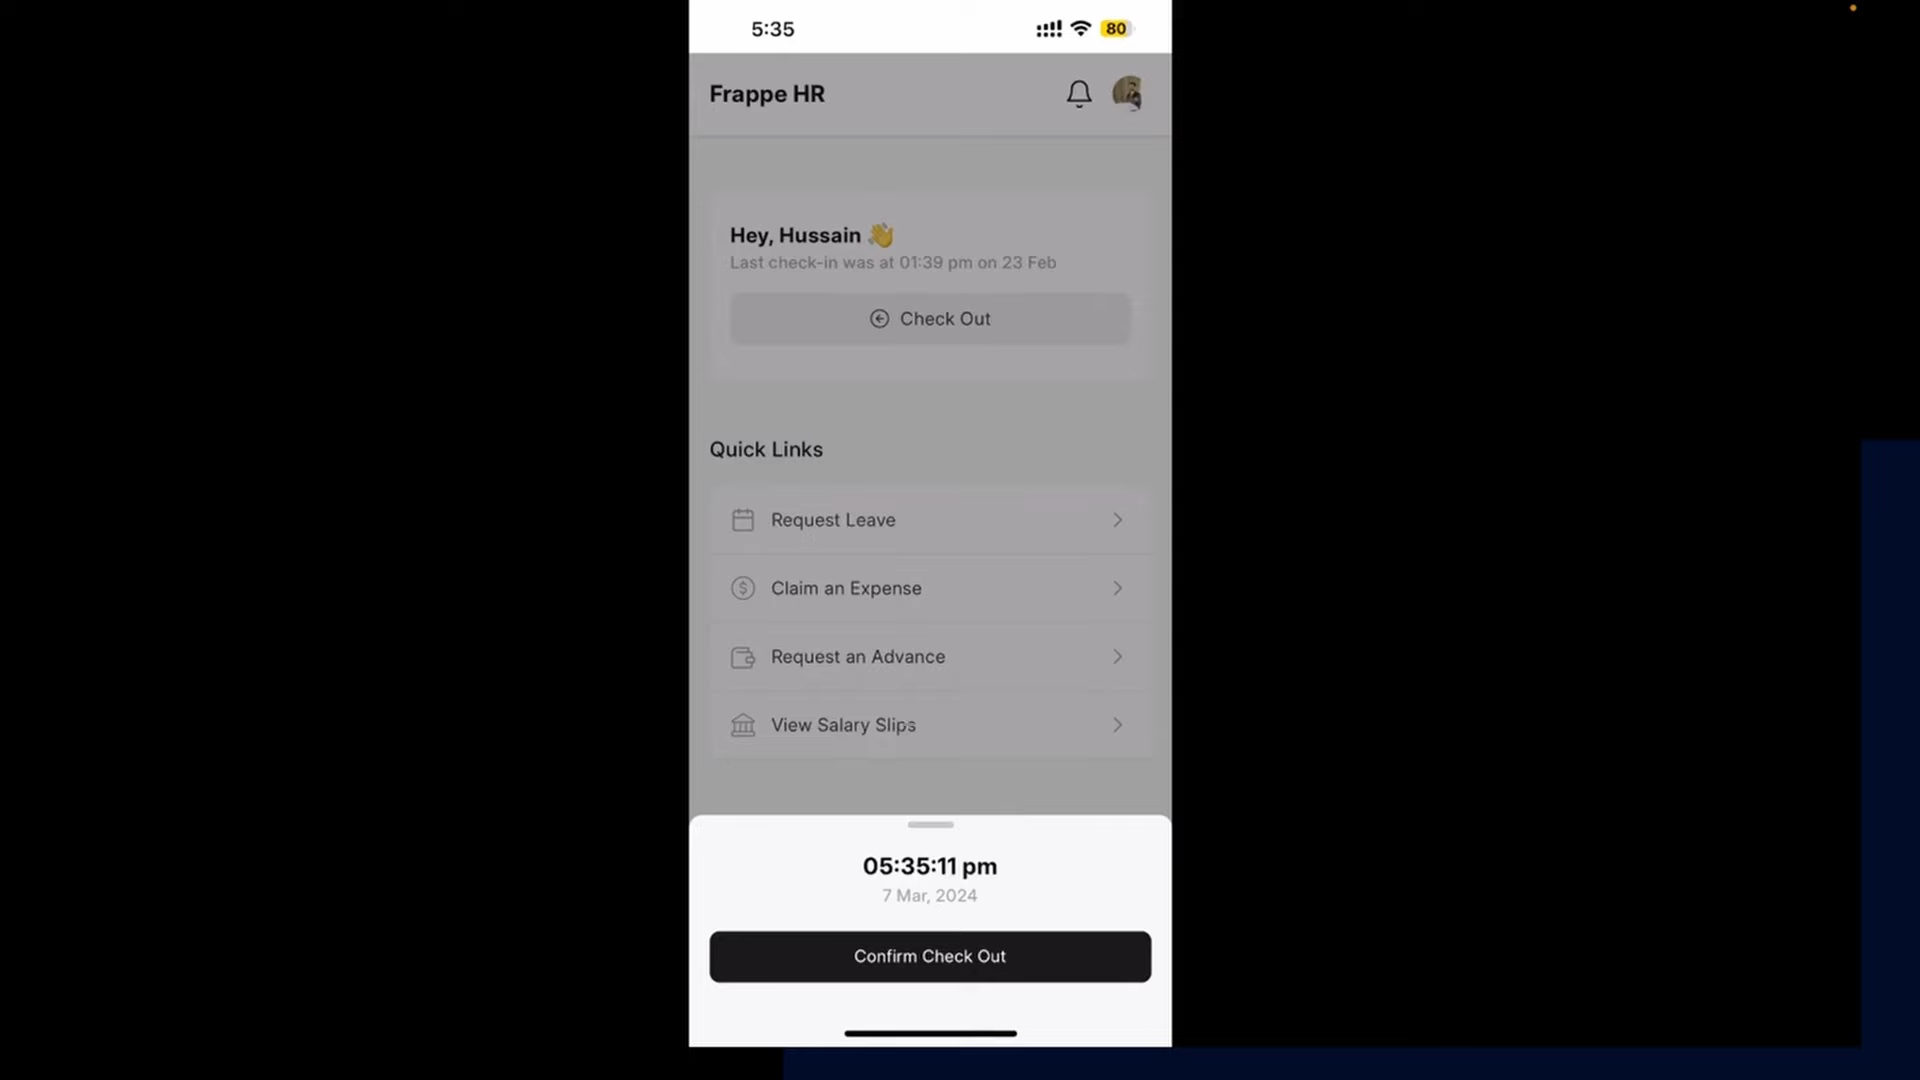 5:35
80
Frappe HR
Hey, Hussain 👋
Last check-in was at 01:39 pm on 23 Feb
Check Out
Quick Links
Request Leave
Claim an Expense
Request an Advance
View Salary Slips
05:35:11 pm
7 Mar, 2024
Confirm Check Out